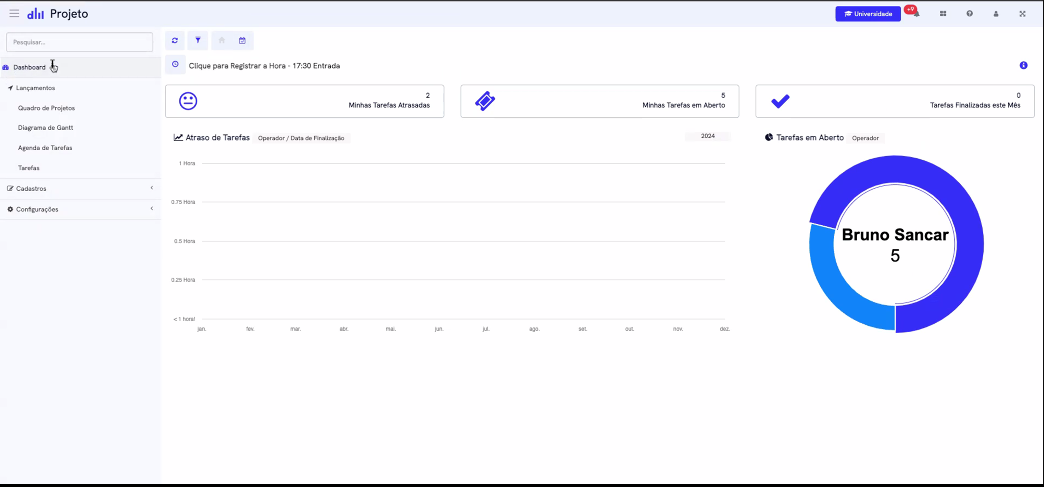 Projeto
Universidade
+9
Pesquisar...
Dashboard
Lançamentos
Quadro de Projetos
Diagrama de Gantt
Agenda de Tarefas
Tarefas
Cadastros
Configurações
Clique para Registrar a Hora - 17:30 Entrada
2
Minhas Tarefas Atrasadas
5
Minhas Tarefas em Aberto
0
Tarefas Finalizadas este Mês
Atraso de Tarefas Operador / Data de Finalização 2024
1 Hora
0.75 Hora
0.5 Hora
0.25 Hora
< 1 hora!
jan. fev. mar. abr. mai. jun. jul. ago. set. out. nov. dez.
Tarefas em Aberto Operador
Bruno Sancar
5